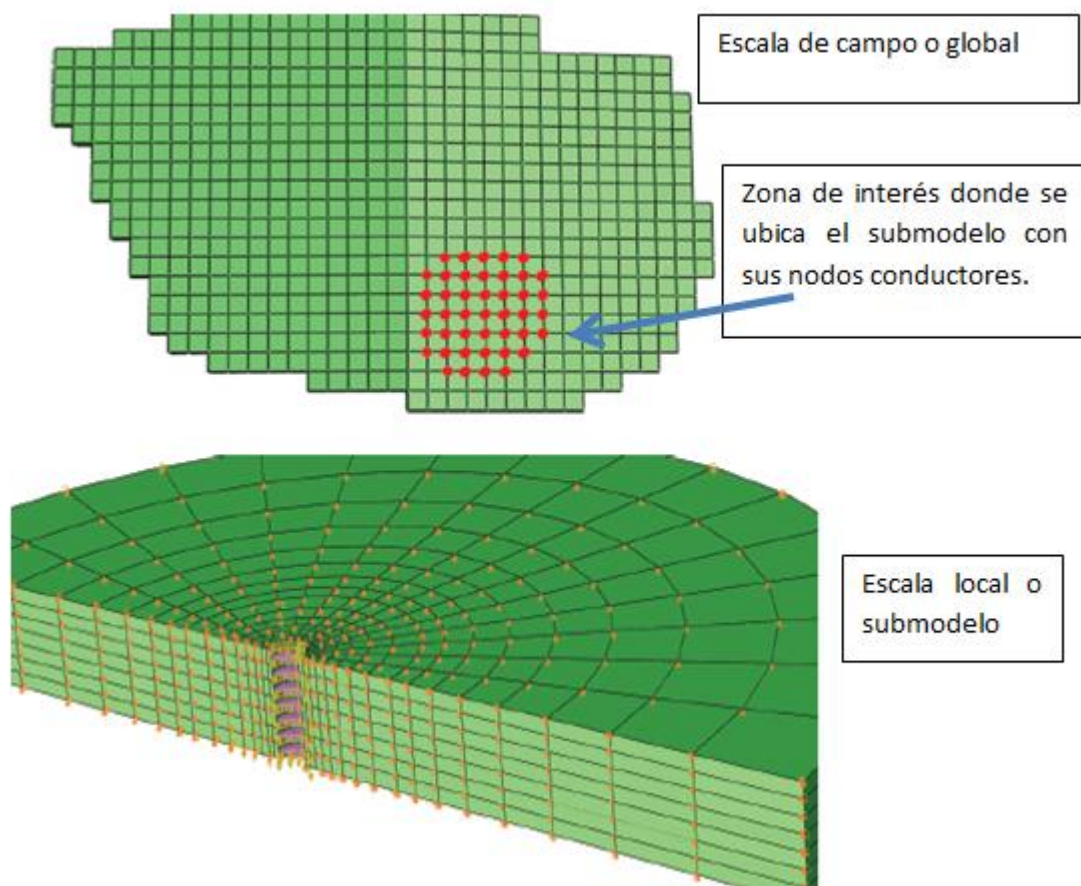 Escala de campo o global
Zona de interés donde se
ubica el submodelo con
sus nodos conductores.
Escala local o
submodelo